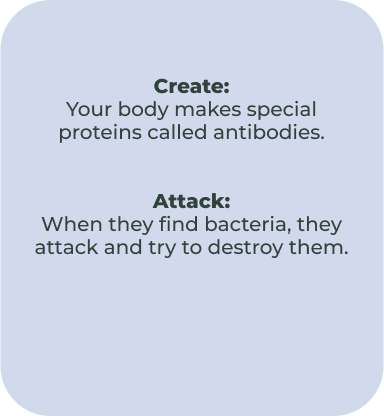 Create:
Your body makes special
proteins called antibodies.
Attack:
When they find bacteria, they
attack and try to destroy them.